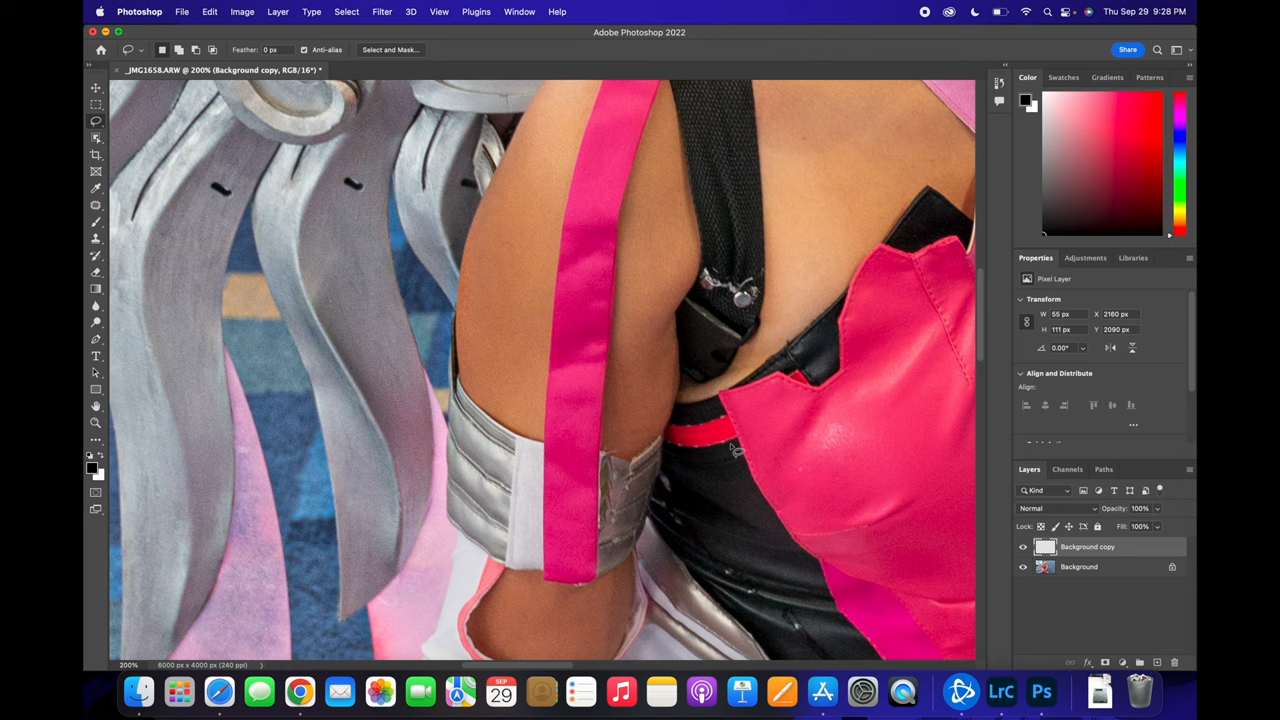 Photoshop File Edit Image Layer Type Select Filter 3D View Plugins Window Help Thu Sep 29 9:28 PM
Adobe Photoshop 2022
Feather: 0 px Anti-alias Select and Mask... Share
_JMG1658.ARW @ 200% (Background copy, RGB/16*) *
Color Swatches Gradients Patterns
Properties Adjustments Libraries
Pixel Layer
Transform
W 55 px X 2160 px
H 111 px Y 2090 px
0.00°
Align and Distribute
Align:
Layers Channels Paths
Kind
Normal Opacity: 100%
Lock: Fill: 100%
Background copy
Background
200% 6000 px x 4000 px (240 ppi)
SEP
29
LrC
Ps